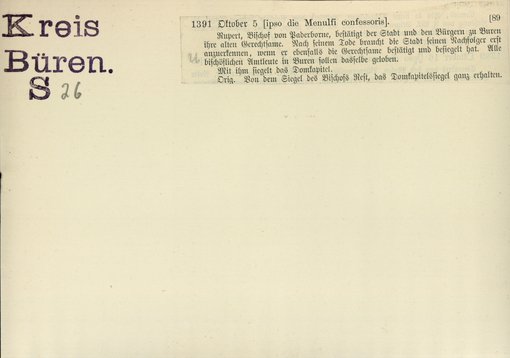 Kreis
Büren.
S 26
1391 Oktober 5 [ipso die Menulfi confessoris]. [89
Rupert, Bischof von Paderborne, bestätigt der Stadt und den Bürgern zu Buren
ihre alten Gerechtsame. Nach seinem Tode braucht die Stadt seinen Nachfolger erst
anzuerkennen, wenn er ebenfalls die Gerechtsame bestätigt und besiegelt hat. Alle
bischöflichen Amtleute in Buren sollen dasselbe geloben.
Mit ihm siegelt das Domkapitel.
Orig. Von dem Siegel des Bischofs Rest, das Domkapitelssiegel ganz erhalten.